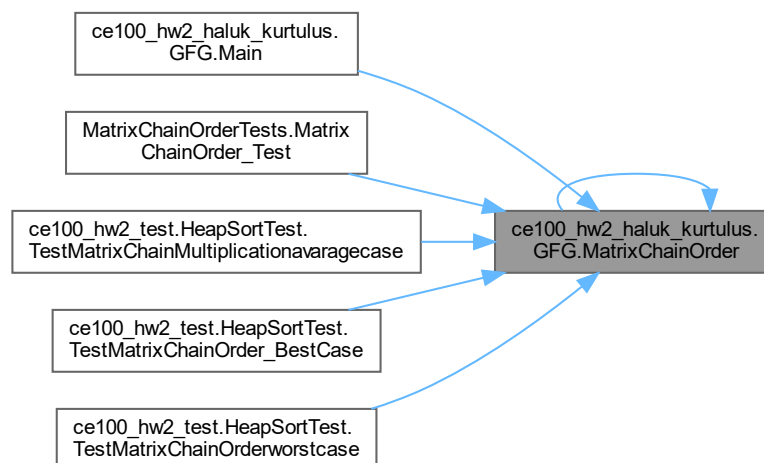 ce100_hw2_haluk_kurtulus.
GFG.Main
MatrixChainOrderTests.Matrix
ChainOrder_Test
ce100_hw2_test.HeapSortTest.
TestMatrixChainMultiplicationavaragecase
ce100_hw2_haluk_kurtulus.
GFG.MatrixChainOrder
ce100_hw2_test.HeapSortTest.
TestMatrixChainOrder_BestCase
ce100_hw2_test.HeapSortTest.
TestMatrixChainOrderworstcase